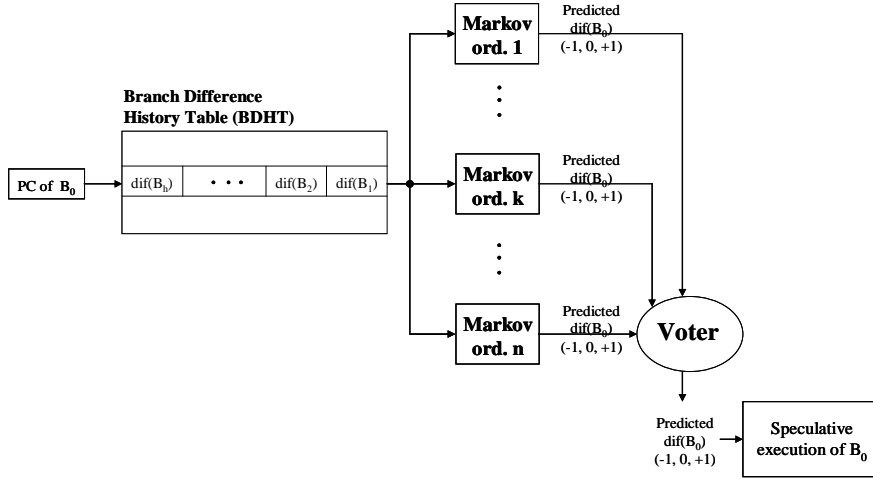 Branch Difference
History Table (BDHT)
PC of B₀
dif(Bₕ)
• • •
dif(B₂)
dif(B₁)
Markov
ord. 1
Predicted
dif(B₀)
(-1, 0, +1)
Markov
ord. k
Predicted
dif(B₀)
(-1, 0, +1)
Markov
ord. n
Predicted
dif(B₀)
(-1, 0, +1)
Voter
Predicted
dif(B₀)
(-1, 0, +1)
Speculative
execution of B₀